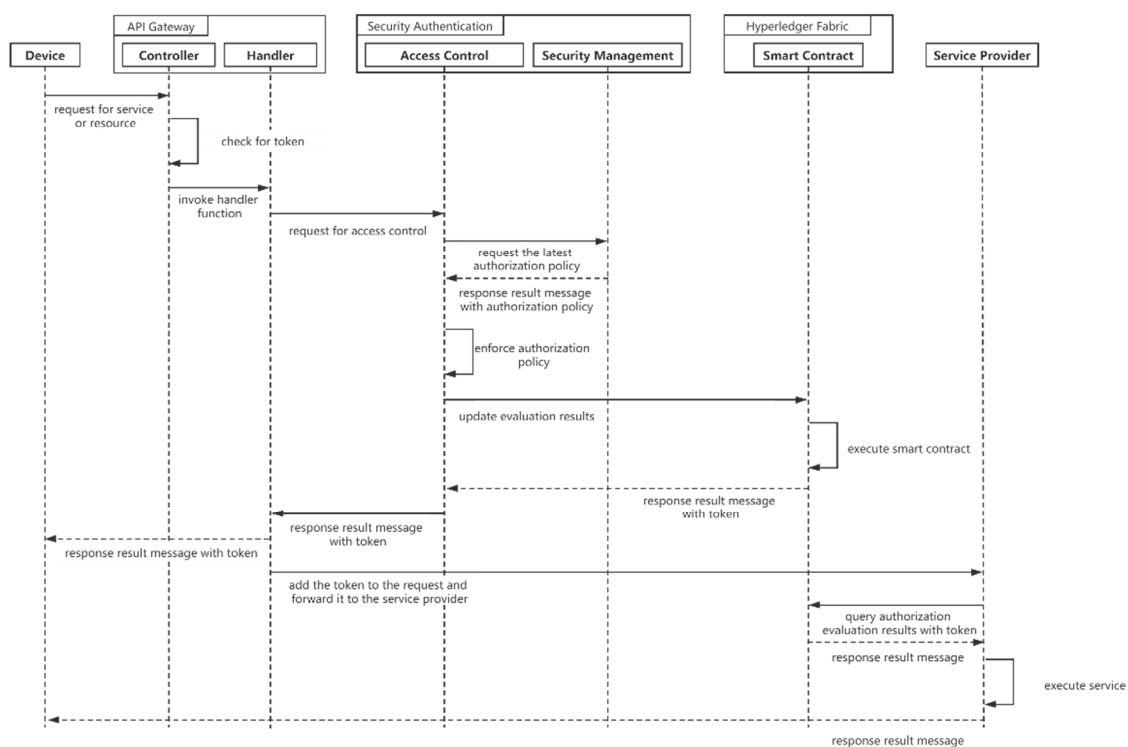 API Gateway
Security Authentication
Hyperledger Fabric
Device
Controller
Handler
Access Control
Security Management
Smart Contract
Service Provider
request for service
or resource
check for token
invoke handler
function
request for access control
request the latest
authorization policy
response result message
with authorization policy
enforce authorization
policy
update evaluation results
execute smart contract
response result message
with token
response result message
with token
response result message with token
add the token to the request and
forward it to the service provider
query authorization
evaluation results with token
response result message
execute service
response result message